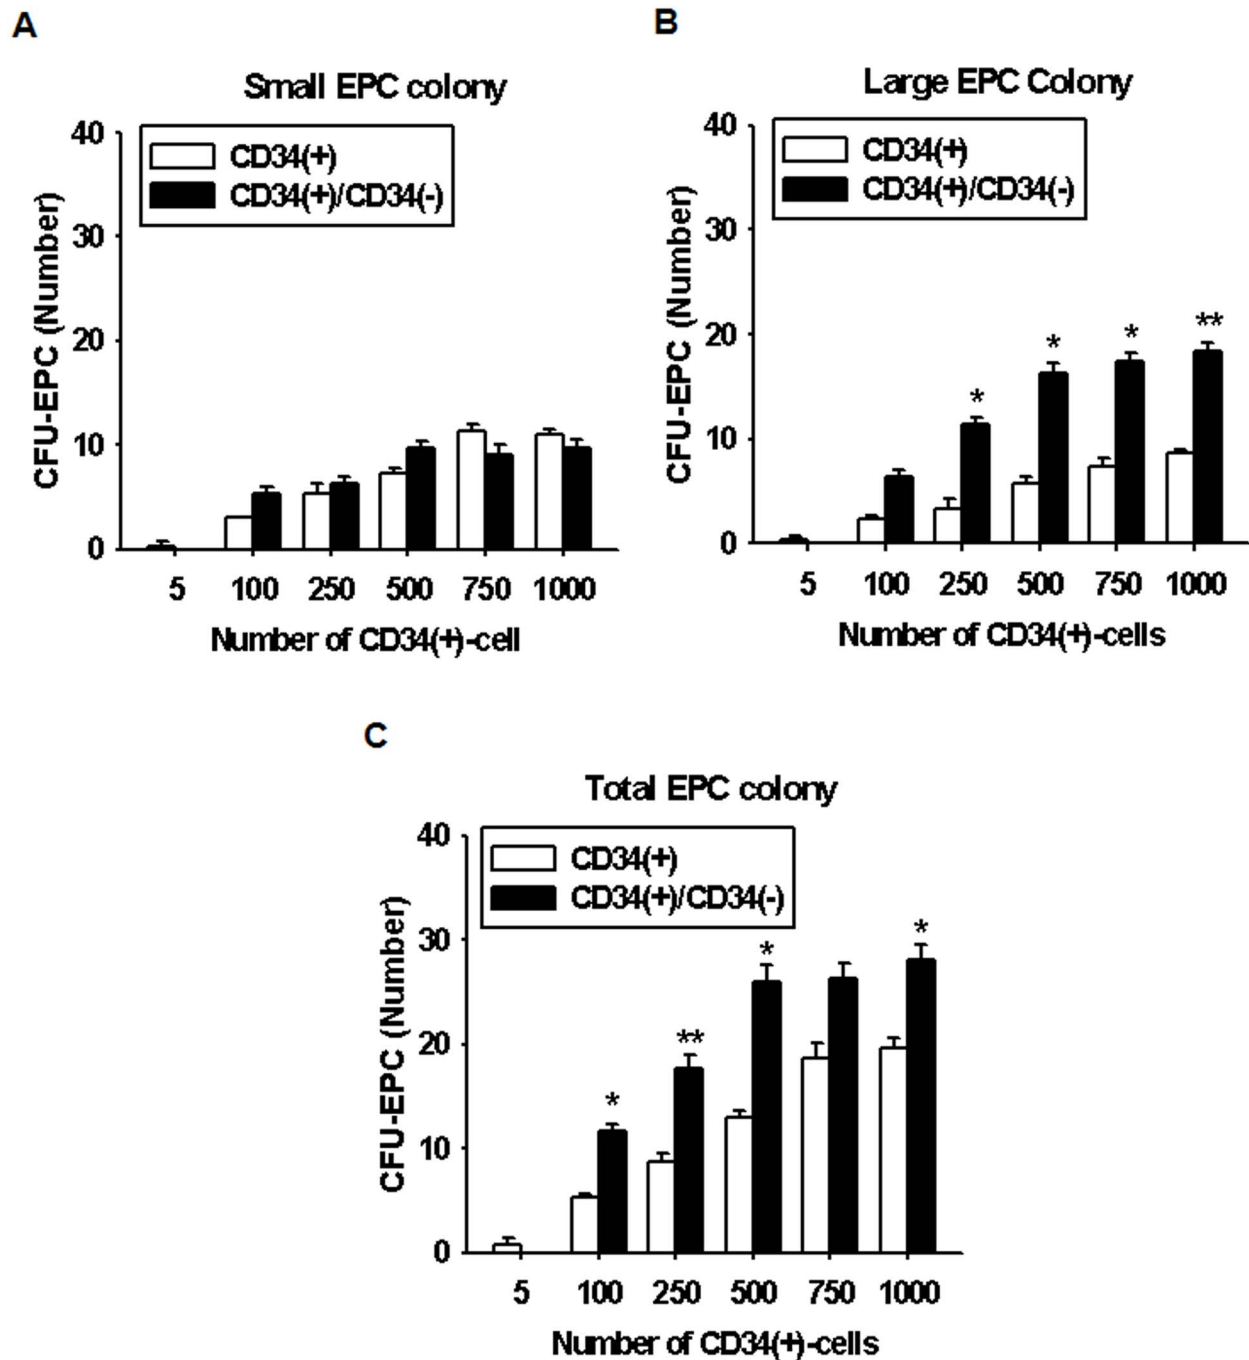 A
Small EPC colony
CD34(+)
CD34(+)/CD34(-)
CFU-EPC (Number)
40
30
20
10
0
5 100 250 500 750 1000
Number of CD34(+)-cell
B
Large EPC Colony
CD34(+)
CD34(+)/CD34(-)
CFU-EPC (Number)
40
30
20
10
0
* * * **
5 100 250 500 750 1000
Number of CD34(+)-cells
C
Total EPC colony
CD34(+)
CD34(+)/CD34(-)
CFU-EPC (Number)
40
30
20
10
0
* ** * *
5 100 250 500 750 1000
Number of CD34(+)-cells